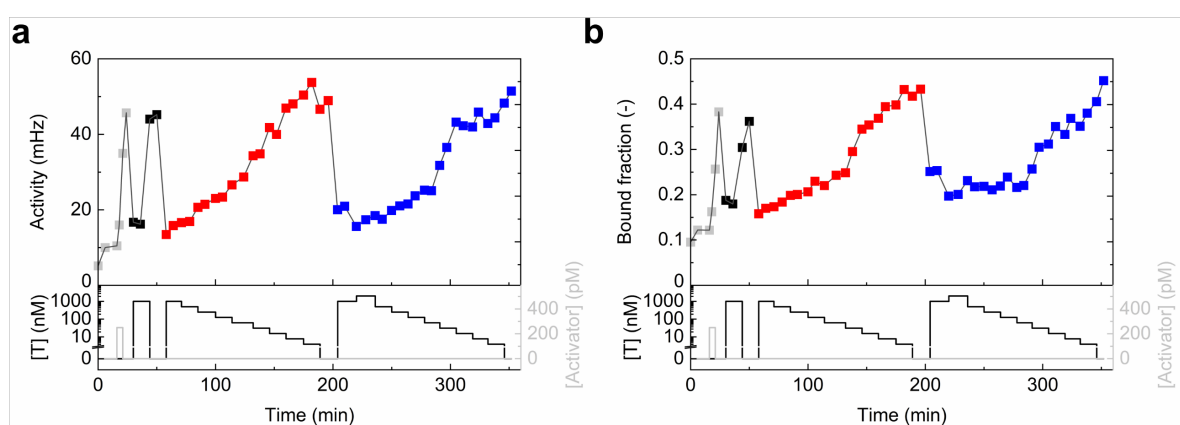 a
60
40
20
0
Activity (mHz)
1000
100
10
0
[T] (nM)
400
200
0
[Activator] (pM)
0 100 200 300
Time (min)
b
0.5
0.4
0.3
0.2
0.1
0
Bound fraction (-)
1000
100
10
0
[T] (nM)
400
200
0
[Activator] (pM)
0 100 200 300
Time (min)